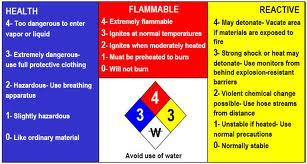 HEALTH
4- Too dangerous to enter
vapor or liquid
3- Extremely dangerous-
use full protective clothing
2- Hazardous- Use breathing
apparatus
1- Slightly hazardous
0- Like ordinary material
FLAMMABLE
4- Extremely flammable
3- Ignites at normal temperatures
2- Ignites when moderately heated
1- Must be preheated to burn
0- Will not burn
4
3
3
W
Avoid use of water
REACTIVE
4- May detonate- Vacate area
if materials are exposed to
fire
3- Strong shock or heat may
detonate- Use monitors from
behind explosion-resistant
barriers
2- Violent chemical change
possible- Use hose streams
from distance
1- Unstable if heated- Use
normal precautions
0- Normally stable